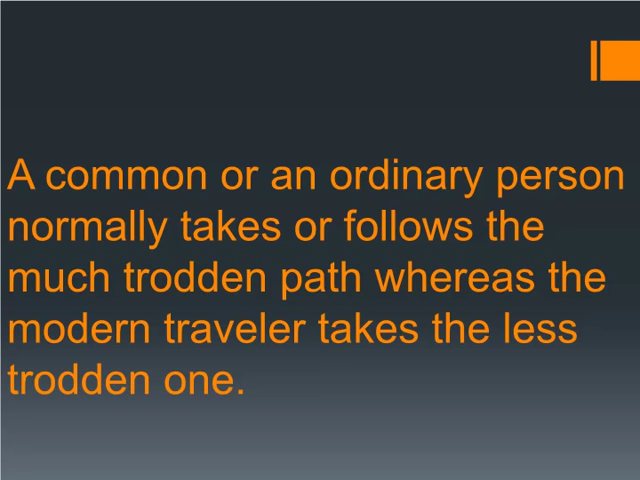 A common or an ordinary person
normally takes or follows the
much trodden path whereas the
modern traveler takes the less
trodden one.